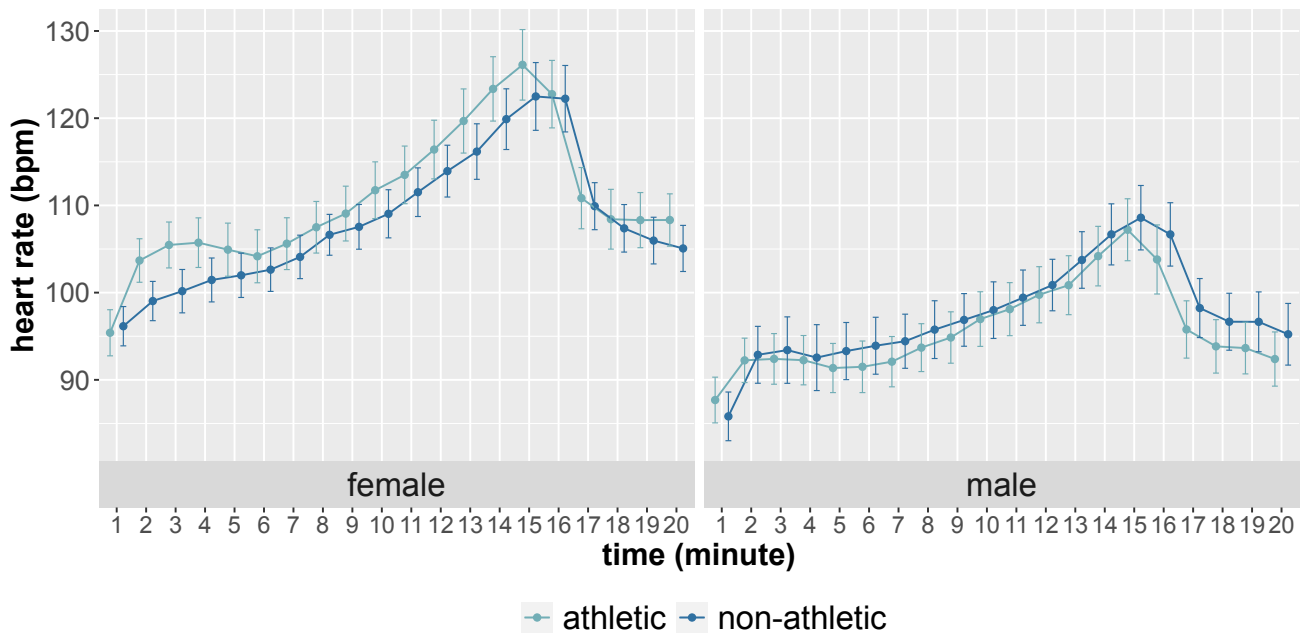 heart rate (bpm)
130
120
110
100
90
female
male
1 2 3 4 5 6 7 8 9 10 11 12 13 14 15 16 17 18 19 20
1 2 3 4 5 6 7 8 9 10 11 12 13 14 15 16 17 18 19 20
time (minute)
athletic non-athletic